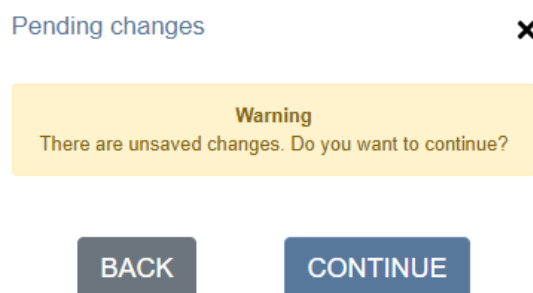 Pending changes
Warning
There are unsaved changes. Do you want to continue?
BACK
CONTINUE